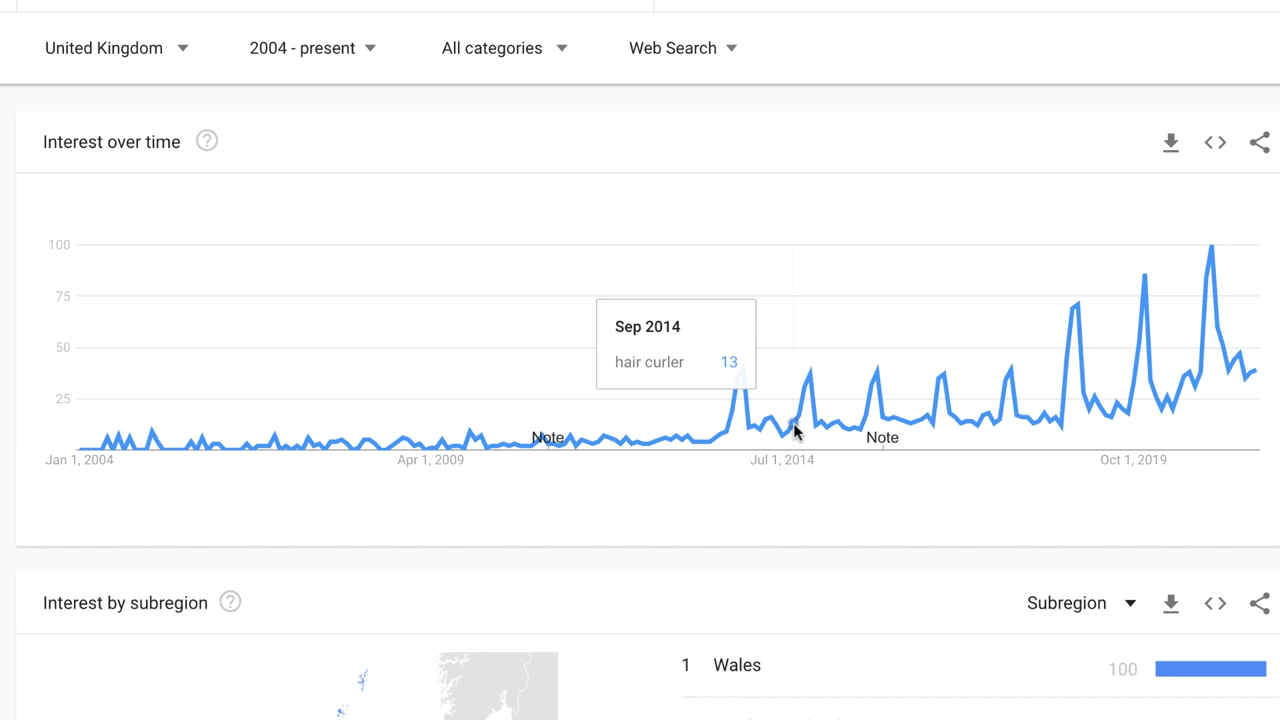 United Kingdom 2004 - present All categories Web Search
Interest over time ?
100
75
50
25
Sep 2014
hair curler 13
Note Note
Jan 1, 2004 Apr 1, 2009 Jul 1, 2014 Oct 1, 2019
Interest by subregion ? Subregion
1 Wales 100